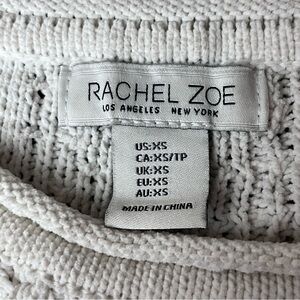 RACHEL ZOE
LOS ANGELES NEW YORK
US:XS
CA:XS/TP
UK:XS
EU:XS
AU:XS
MADE IN CHINA